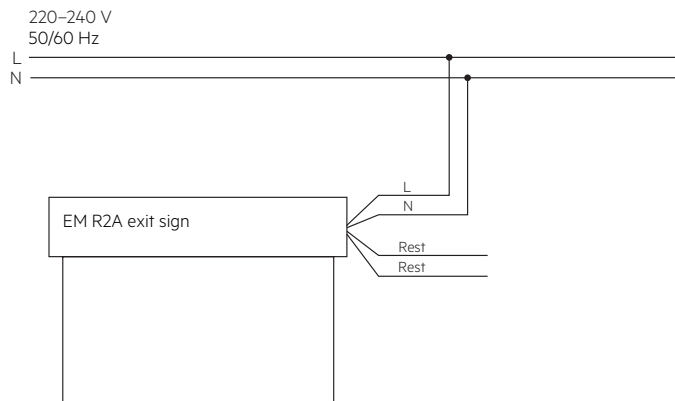 220–240 V
50/60 Hz
L
N
L
N
EM R2A exit sign
Rest
Rest